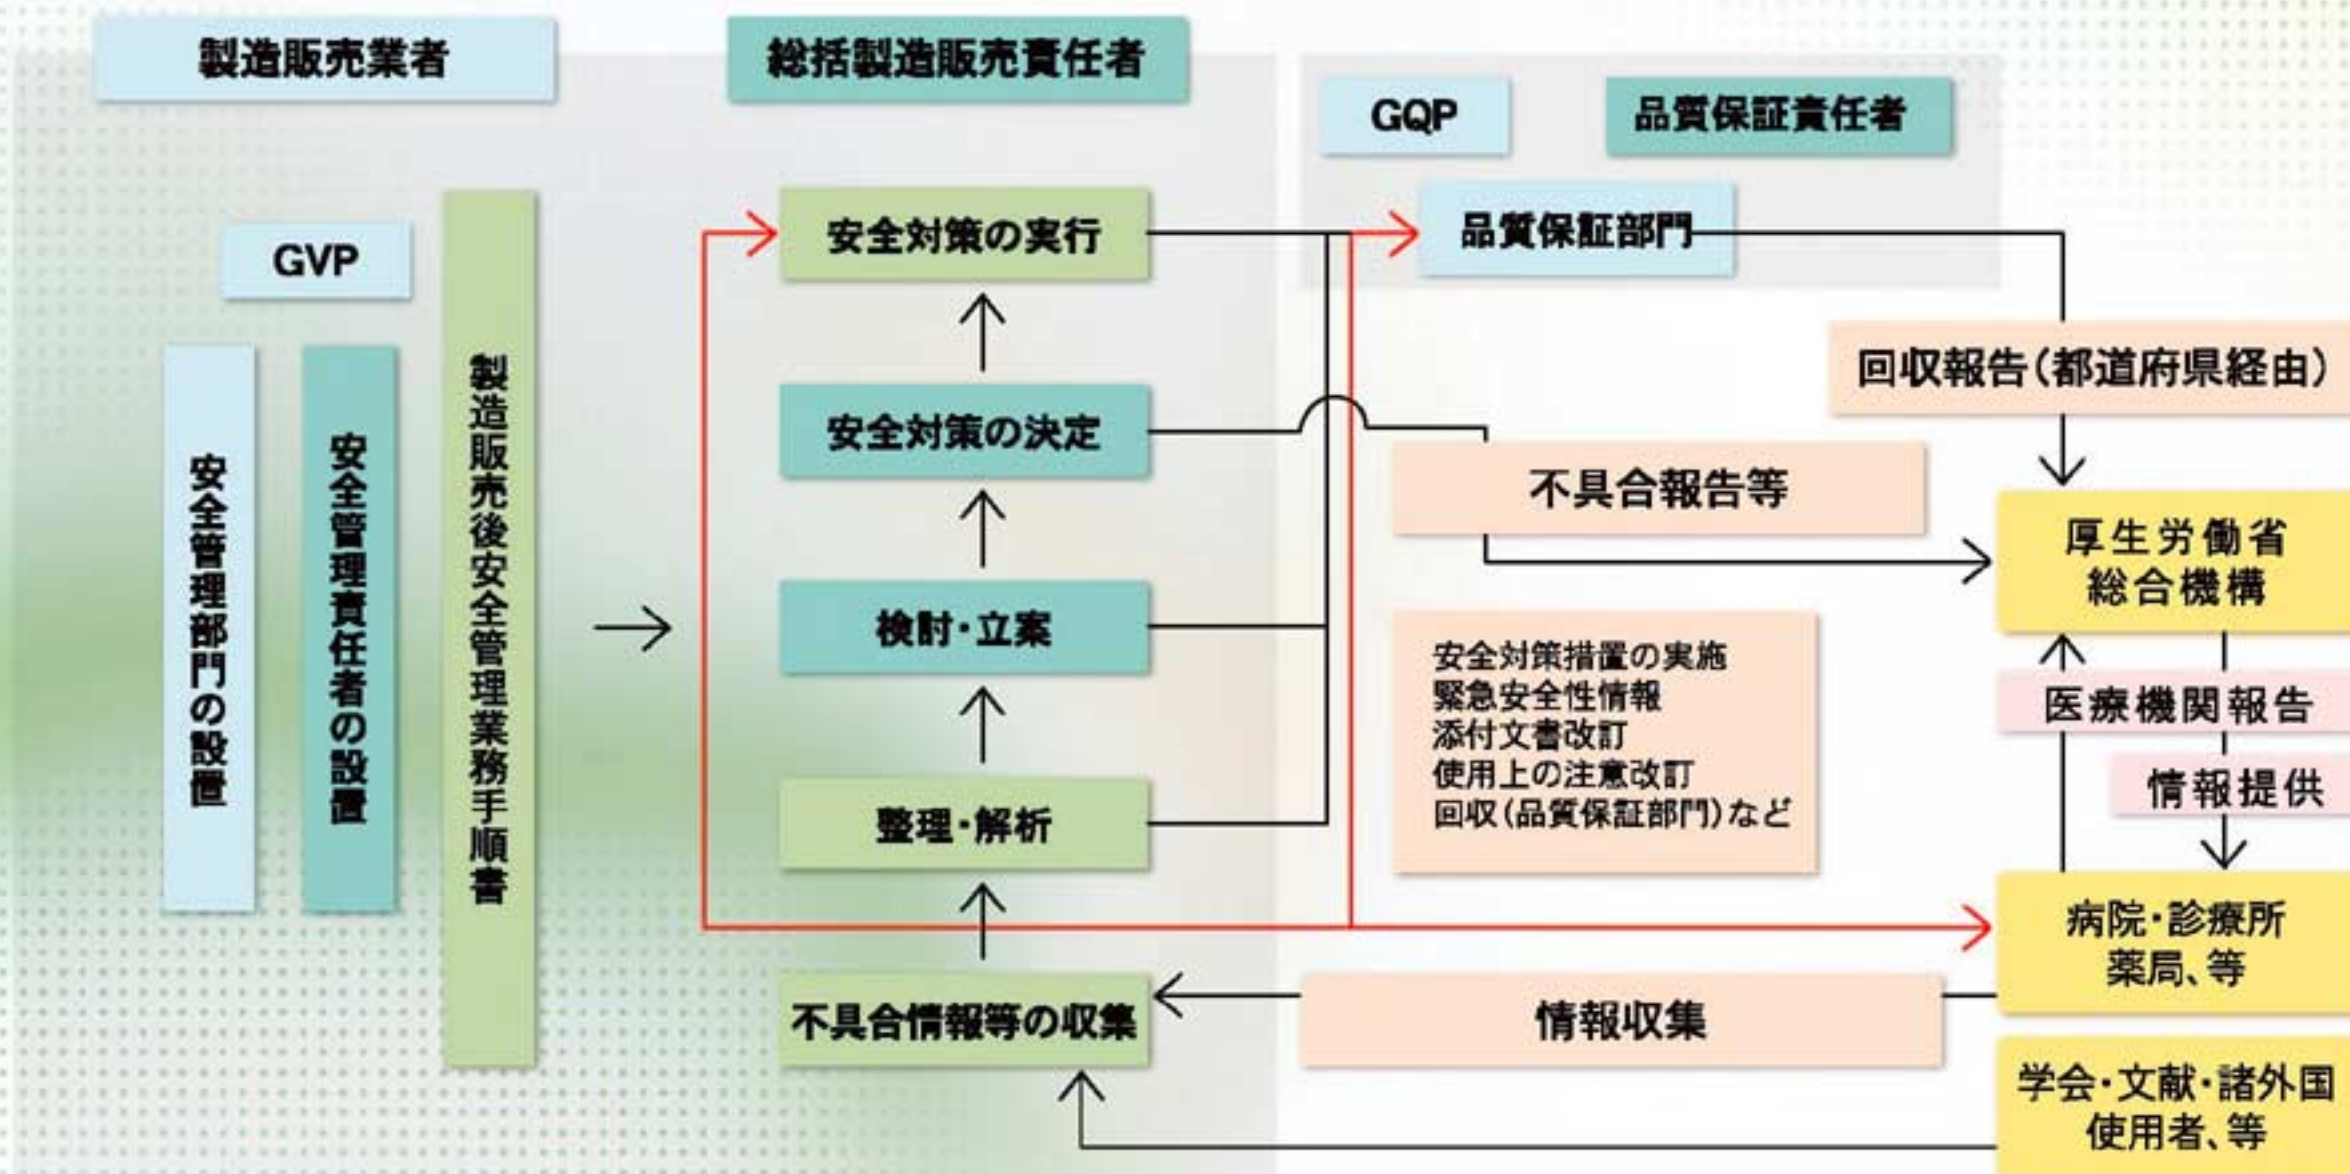 製造販売業者
総括製造販売責任者
GQP
品質保証責任者
GVP
安全管理部門の設置
安全管理責任者の設置
製造販売後安全管理業務手順書
安全対策の実行
安全対策の決定
検討・立案
整理・解析
不具合情報等の収集
品質保証部門
回収報告（都道府県経由）
不具合報告等
厚生労働省
総合機構
安全対策措置の実施
緊急安全性情報
添付文書改訂
使用上の注意改訂
回収（品質保証部門）など
医療機関報告
情報提供
病院・診療所
薬局、等
情報収集
学会・文献・諸外国
使用者、等